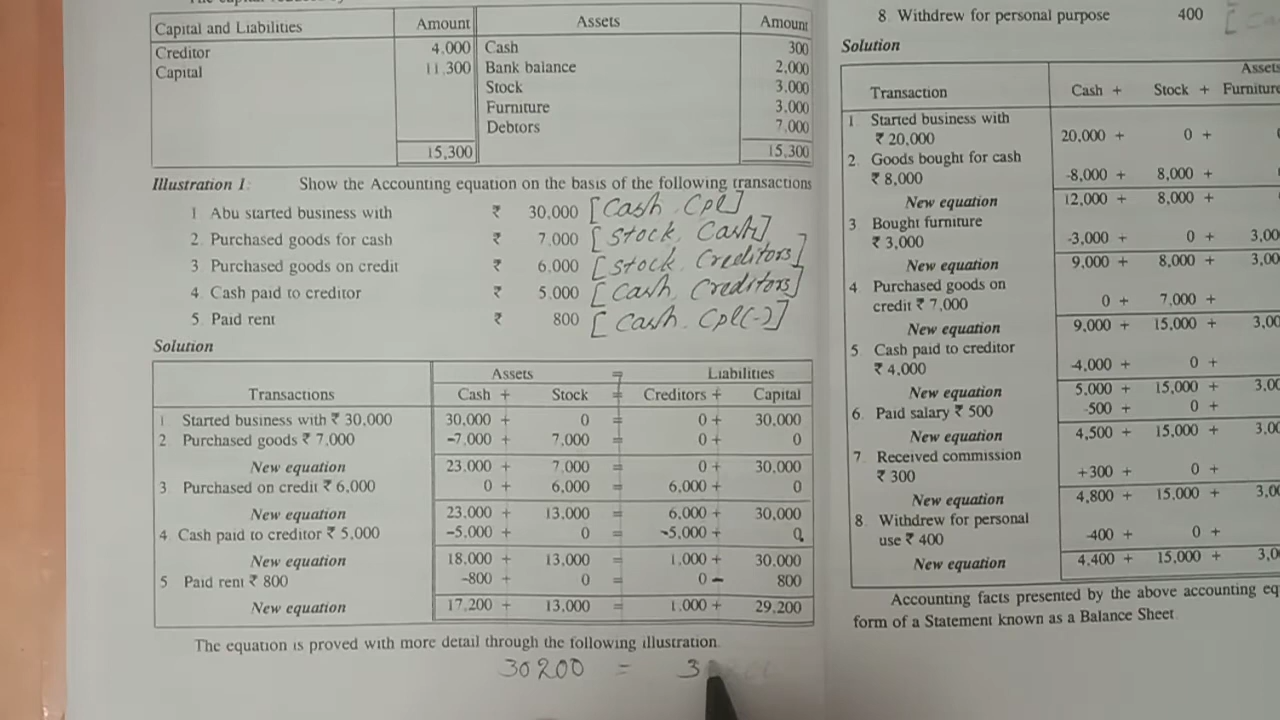 Capital and Liabilities Amount Assets Amount
Creditor 4,000 Cash 300
Capital 11,300 Bank balance 2,000
Stock 3,000
Furniture 3,000
Debtors 7,000
15,300 15,300
Illustration 1. Show the Accounting equation on the basis of the following transactions
1 Abu started business with ₹ 30,000 [Cash, Cpl]
2 Purchased goods for cash ₹ 7,000 [Stock, Cash]
3 Purchased goods on credit ₹ 6,000 [Stock, Creditors]
4 Cash paid to creditor ₹ 5,000 [Cash, Creditors]
5. Paid rent ₹ 800 [Cash, Cpl(-)]
Solution
Assets = Liabilities
Transactions Cash + Stock = Creditors + Capital
1 Started business with ₹ 30,000 30,000 + 0 = 0 + 30,000
2 Purchased goods ₹ 7,000 –7,000 + 7,000 = 0 + 0
New equation 23,000 + 7,000 = 0 + 30,000
3 Purchased on credit ₹ 6,000 0 + 6,000 = 6,000 + 0
New equation 23,000 + 13,000 = 6,000 + 30,000
4 Cash paid to creditor ₹ 5,000 –5,000 + 0 = –5,000 + 0
New equation 18,000 + 13,000 = 1,000 + 30,000
5 Paid rent ₹ 800 –800 + 0 = 0 – 800
New equation 17,200 + 13,000 = 1,000 + 29,200
The equation is proved with more detail through the following illustration.
30200 = 3
8. Withdrew for personal purpose 400
Solution
Assets
Transaction Cash + Stock + Furniture
1 Started business with
₹ 20,000 20,000 + 0 +
2. Goods bought for cash
₹ 8,000 -8,000 + 8,000 +
New equation 12,000 + 8,000 +
3 Bought furniture
₹ 3,000 -3,000 + 0 + 3,00
New equation 9,000 + 8,000 + 3,00
4 Purchased goods on
credit ₹ 7,000 0 + 7,000 +
New equation 9,000 + 15,000 + 3,00
5 Cash paid to creditor
₹ 4,000 -4,000 + 0 +
New equation 5,000 + 15,000 + 3,00
6. Paid salary ₹ 500 -500 + 0 +
New equation 4,500 + 15,000 + 3,00
7 Received commission
₹ 300 +300 + 0 +
New equation 4,800 + 15,000 + 3,00
8. Withdrew for personal
use ₹ 400 -400 + 0 +
New equation 4,400 + 15,000 + 3,0
Accounting facts presented by the above accounting eq
form of a Statement known as a Balance Sheet.